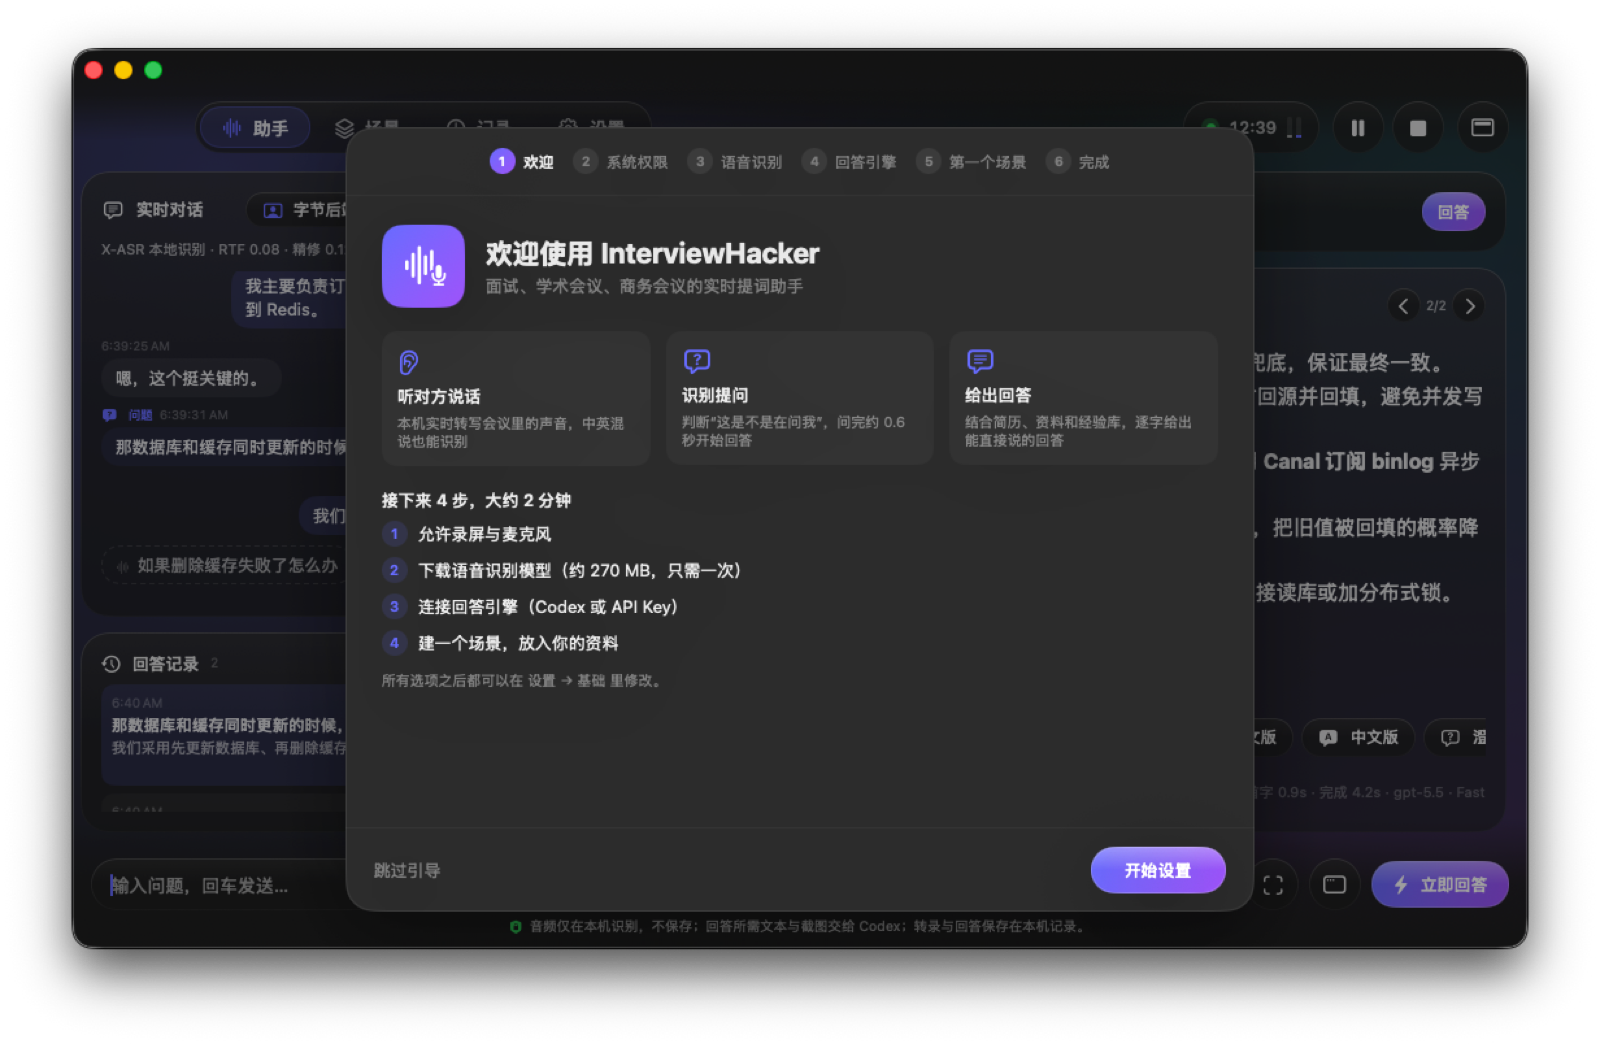 助手
12:39
1 欢迎
2 系统权限
3 语音识别
4 回答引擎
5 第一个场景
6 完成
实时对话
字节后
X-ASR 本地识别 · RTF 0.08 · 精修
我主要负责订
到 Redis。
6:39:25 AM
嗯，这个挺关键的。
问题 6:39:31 AM
那数据库和缓存同时更新的时候
我们
如果删除缓存失败了怎么办
回答记录 2
6:40 AM
那数据库和缓存同时更新的时候，
我们采用先更新数据库、再删除缓存
6:40 AM
输入问题，回车发送...
欢迎使用 InterviewHacker
面试、学术会议、商务会议的实时提词助手
听对方说话
本机实时转写会议里的声音，中英混
说也能识别
识别提问
判断“这是不是在问我”，问完约 0.6
秒开始回答
给出回答
结合简历、资料和经验库，逐字给出
能直接说的回答
接下来 4 步，大约 2 分钟
1 允许录屏与麦克风
2 下载语音识别模型（约 270 MB，只需一次）
3 连接回答引擎（Codex 或 API Key）
4 建一个场景，放入你的资料
所有选项之后都可以在 设置 → 基础 里修改。
跳过引导
开始设置
回答
2/2
兜底，保证最终一致。
回源并回填，避免并发写
Canal 订阅 binlog 异步
，把旧值被回填的概率降
接读库或加分布式锁。
版
中文版
字 0.9s · 完成 4.2s · gpt-5.5 · Fast
立即回答
音频仅在本机识别，不保存；回答所需文本与截图交给 Codex；转录与回答保存在本机记录。